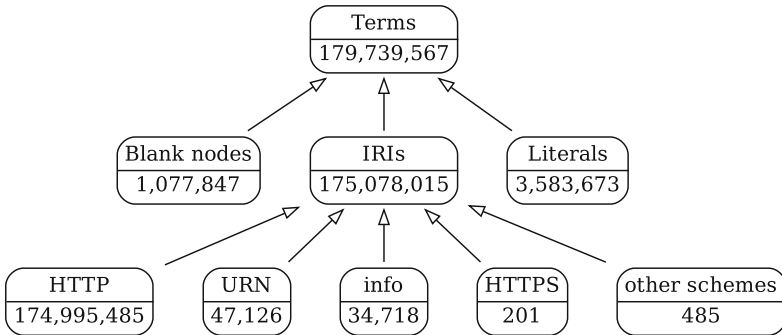 Terms
179,739,567
Blank nodes
1,077,847
IRIs
175,078,015
Literals
3,583,673
HTTP
174,995,485
URN
47,126
info
34,718
HTTPS
201
other schemes
485